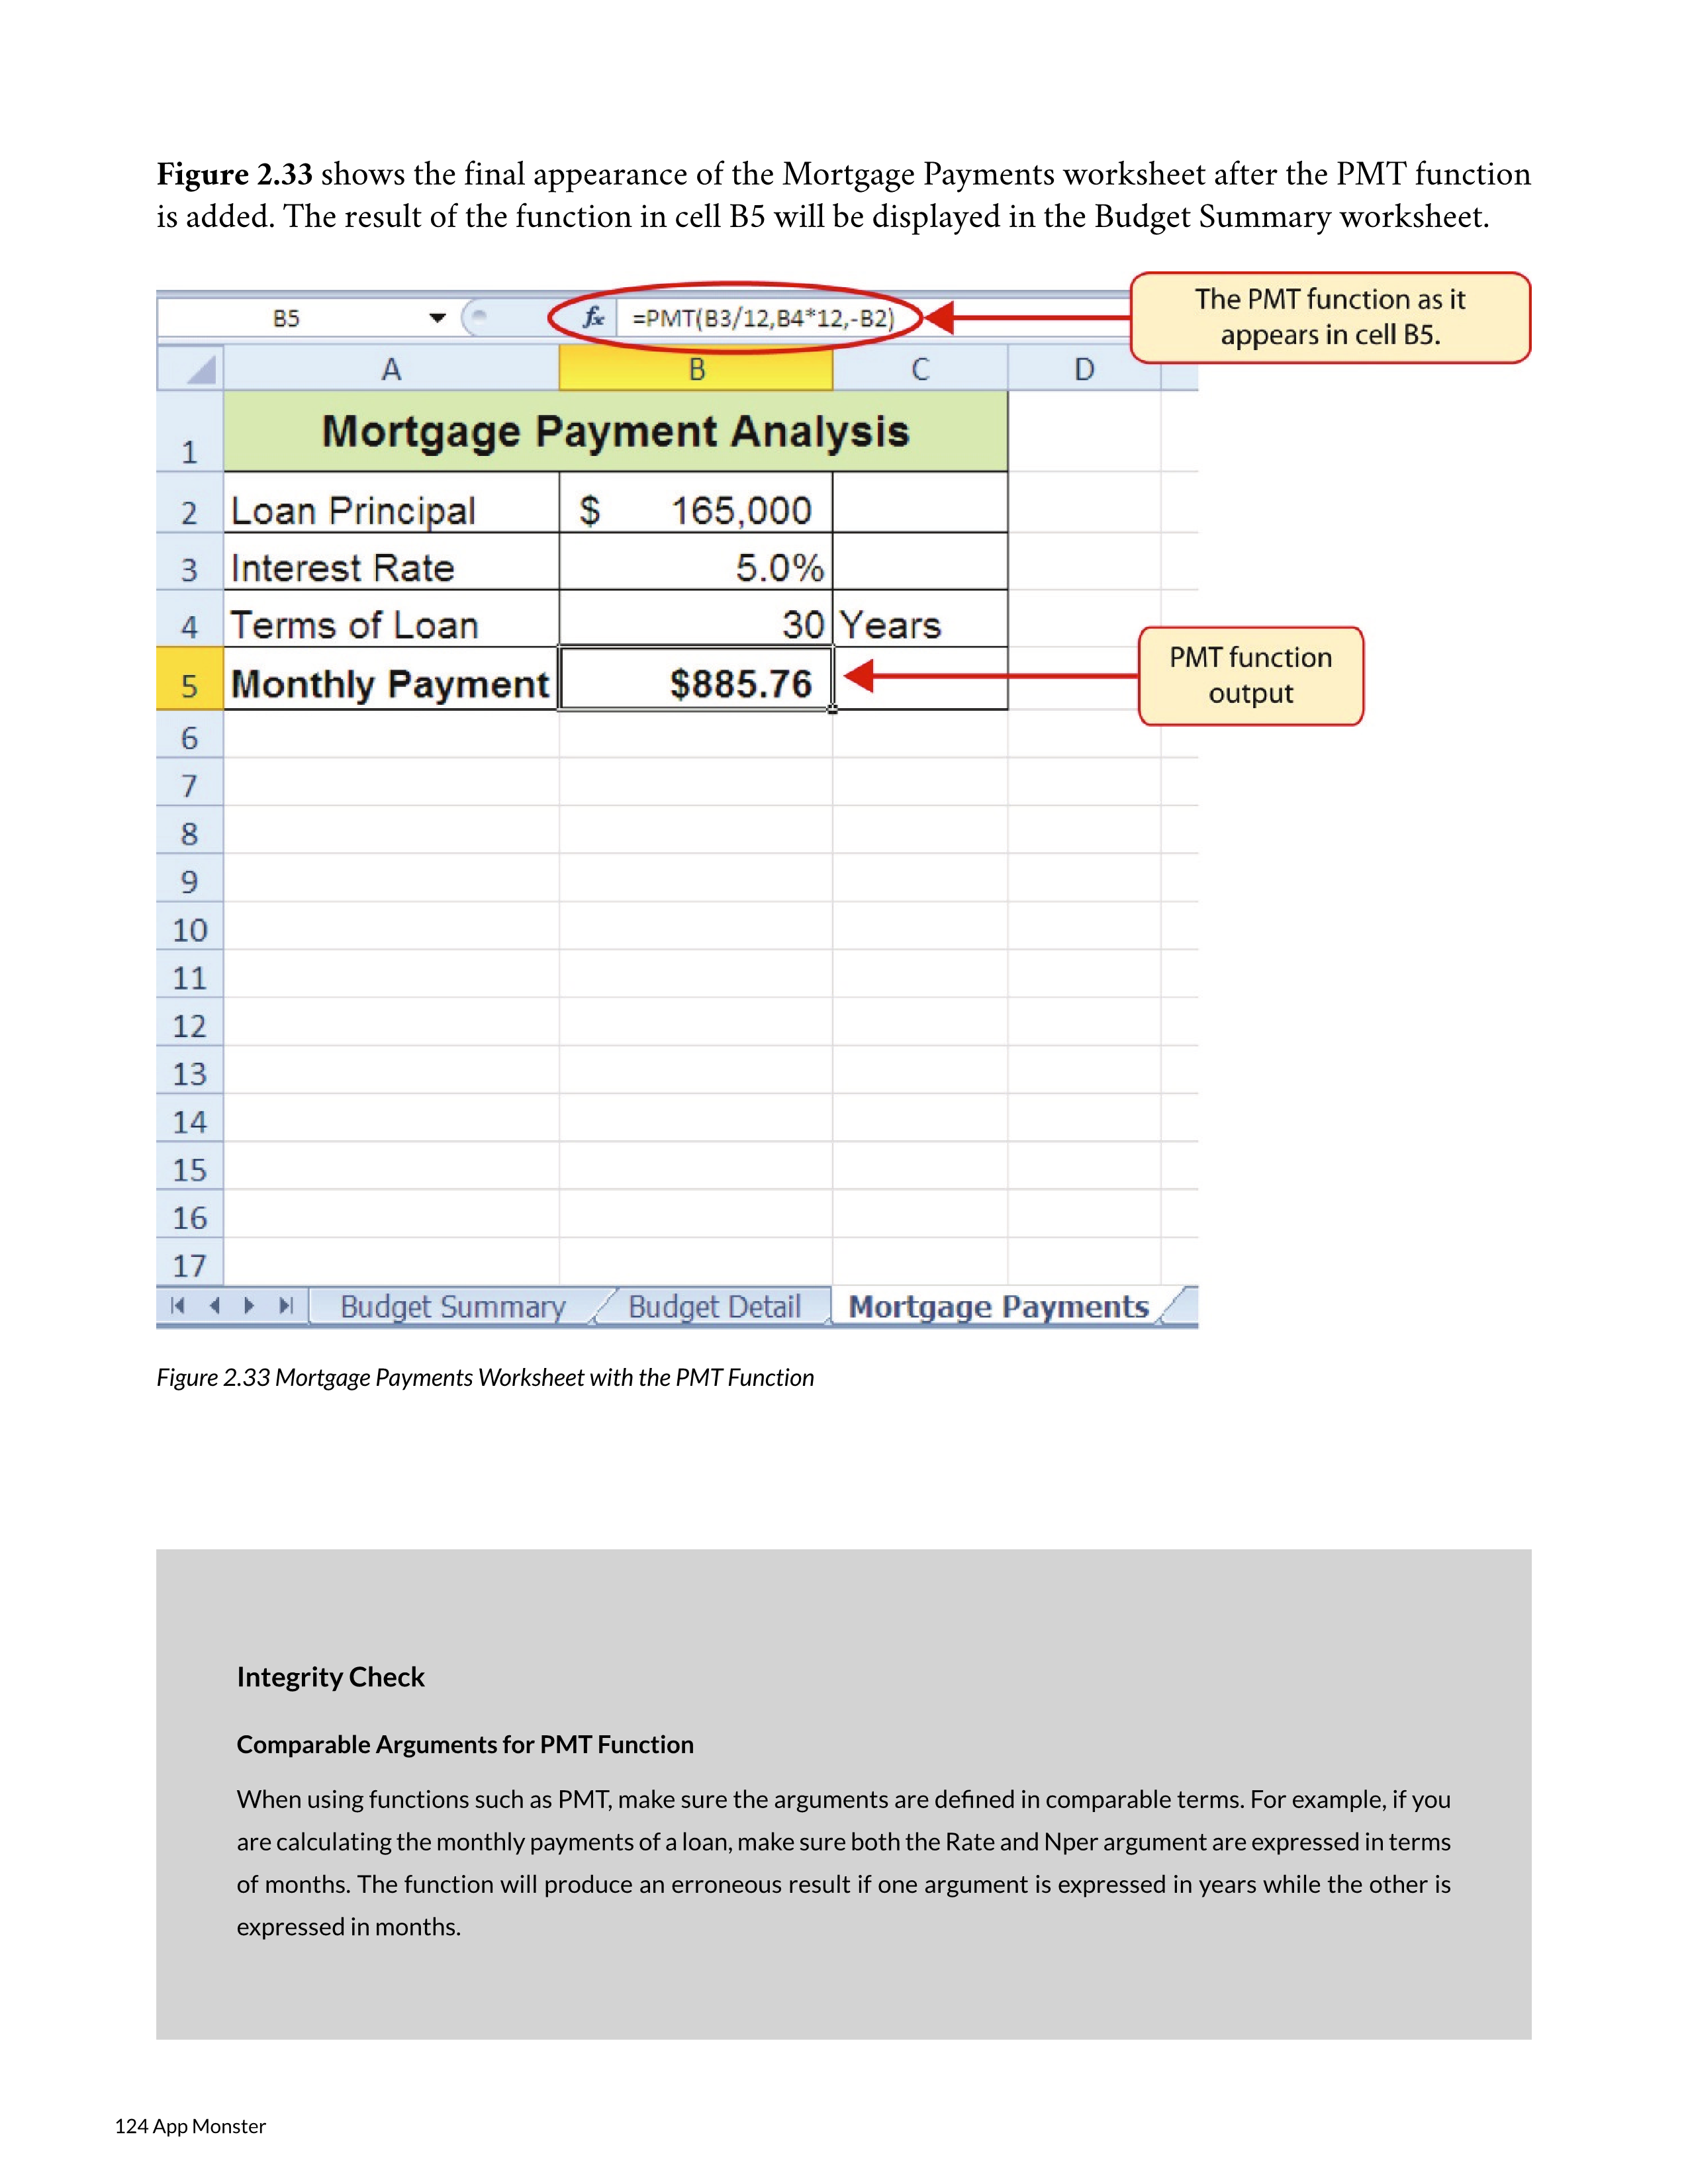 Figure 2.33 shows the final appearance of the Mortgage Payments worksheet after the PMT function
is added. The result of the function in cell B5 will be displayed in the Budget Summary worksheet.
B5 fx =PMT(B3/12,B4*12,-B2)
The PMT function as it
appears in cell B5.
A B C D
1 Mortgage Payment Analysis
2 Loan Principal $ 165,000
3 Interest Rate 5.0%
4 Terms of Loan 30 Years
5 Monthly Payment $885.76
PMT function
output
6
7
8
9
10
11
12
13
14
15
16
17
Budget Summary Budget Detail Mortgage Payments
Figure 2.33 Mortgage Payments Worksheet with the PMT Function
Integrity Check
Comparable Arguments for PMT Function
When using functions such as PMT, make sure the arguments are defined in comparable terms. For example, if you
are calculating the monthly payments of a loan, make sure both the Rate and Nper argument are expressed in terms
of months. The function will produce an erroneous result if one argument is expressed in years while the other is
expressed in months.
124 App Monster